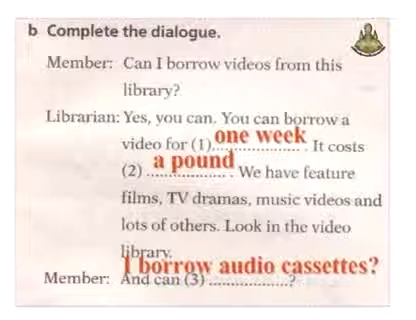 b Complete the dialogue.
Member: Can I borrow videos from this
library?
Librarian: Yes, you can. You can borrow a
video for (1) one week. It costs
(2) a pound. We have feature
films, TV dramas, music videos and
lots of others. Look in the video
library.
I borrow audio cassettes?
Member: And can (3) ................?